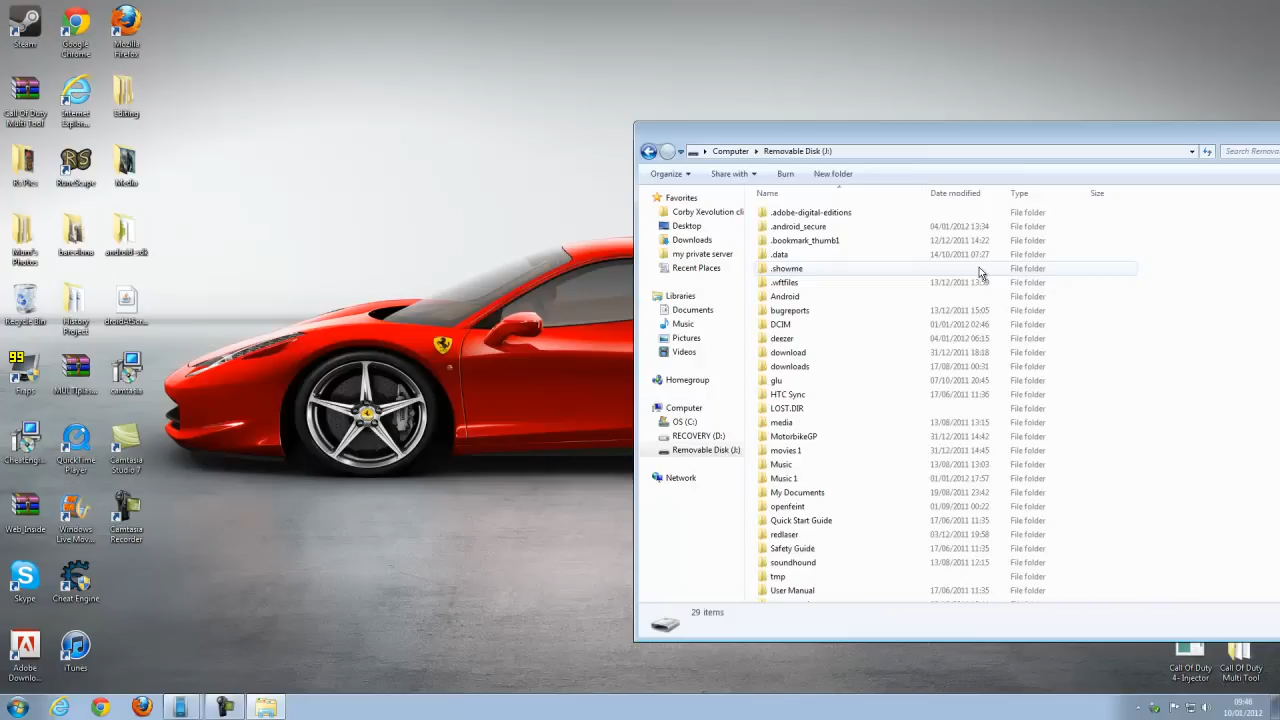 Steam
Google Chrome
Mozilla Firefox
Call Of Duty Multi Tool
Internet Explor...
Editing
Rs Pics
RS
RuneScape
Media
Mum's Photos
barcelona
android-sdk
Recycle Bin
History Project
droid4tScr...
99
Fraps
camtasia
Cheateng...
QuickTime Player
Camtasia Studio 7
Web Inside
Windows Live Mov...
Camtasia Recorder
Skype
Cheat Engine
Adobe Downlo...
iTunes
Computer Removable Disk (J:)
Search Remova
Organize Share with Burn New folder
Name Date modified Type Size
Favorites
Corby Xevolution cli
Desktop
Downloads
my private server
Recent Places
Libraries
Documents
Music
Pictures
Videos
Homegroup
Computer
OS (C:)
RECOVERY (D:)
Removable Disk (J:)
Network
.adobe-digital-editions File folder
.android_secure 04/01/2012 13:34 File folder
.bookmark_thumb1 12/12/2011 14:22 File folder
.data 14/10/2011 07:27 File folder
.showme File folder
.wftfiles 13/12/2011 File folder
Android File folder
bugreports 13/12/2011 15:05 File folder
DCIM 01/01/2012 02:46 File folder
deezer 04/01/2012 06:15 File folder
download 31/12/2011 18:18 File folder
downloads 17/08/2011 00:31 File folder
glu 07/10/2011 20:45 File folder
HTC Sync 17/06/2011 11:36 File folder
LOST.DIR File folder
media 13/08/2011 13:15 File folder
MotorbikeGP 31/12/2011 14:42 File folder
movies 1 31/12/2011 14:45 File folder
Music 13/08/2011 13:03 File folder
Music 1 01/01/2012 17:57 File folder
My Documents 19/08/2011 23:42 File folder
openfeint 01/09/2011 00:22 File folder
Quick Start Guide 17/06/2011 11:35 File folder
redlaser 03/12/2011 19:58 File folder
Safety Guide 17/06/2011 11:35 File folder
soundhound 13/08/2011 12:15 File folder
tmp File folder
User Manual 17/06/2011 11:35 File folder
29 items
Call Of Duty 4- Injector
Call Of Duty Multi Tool
09:46
10/01/2012